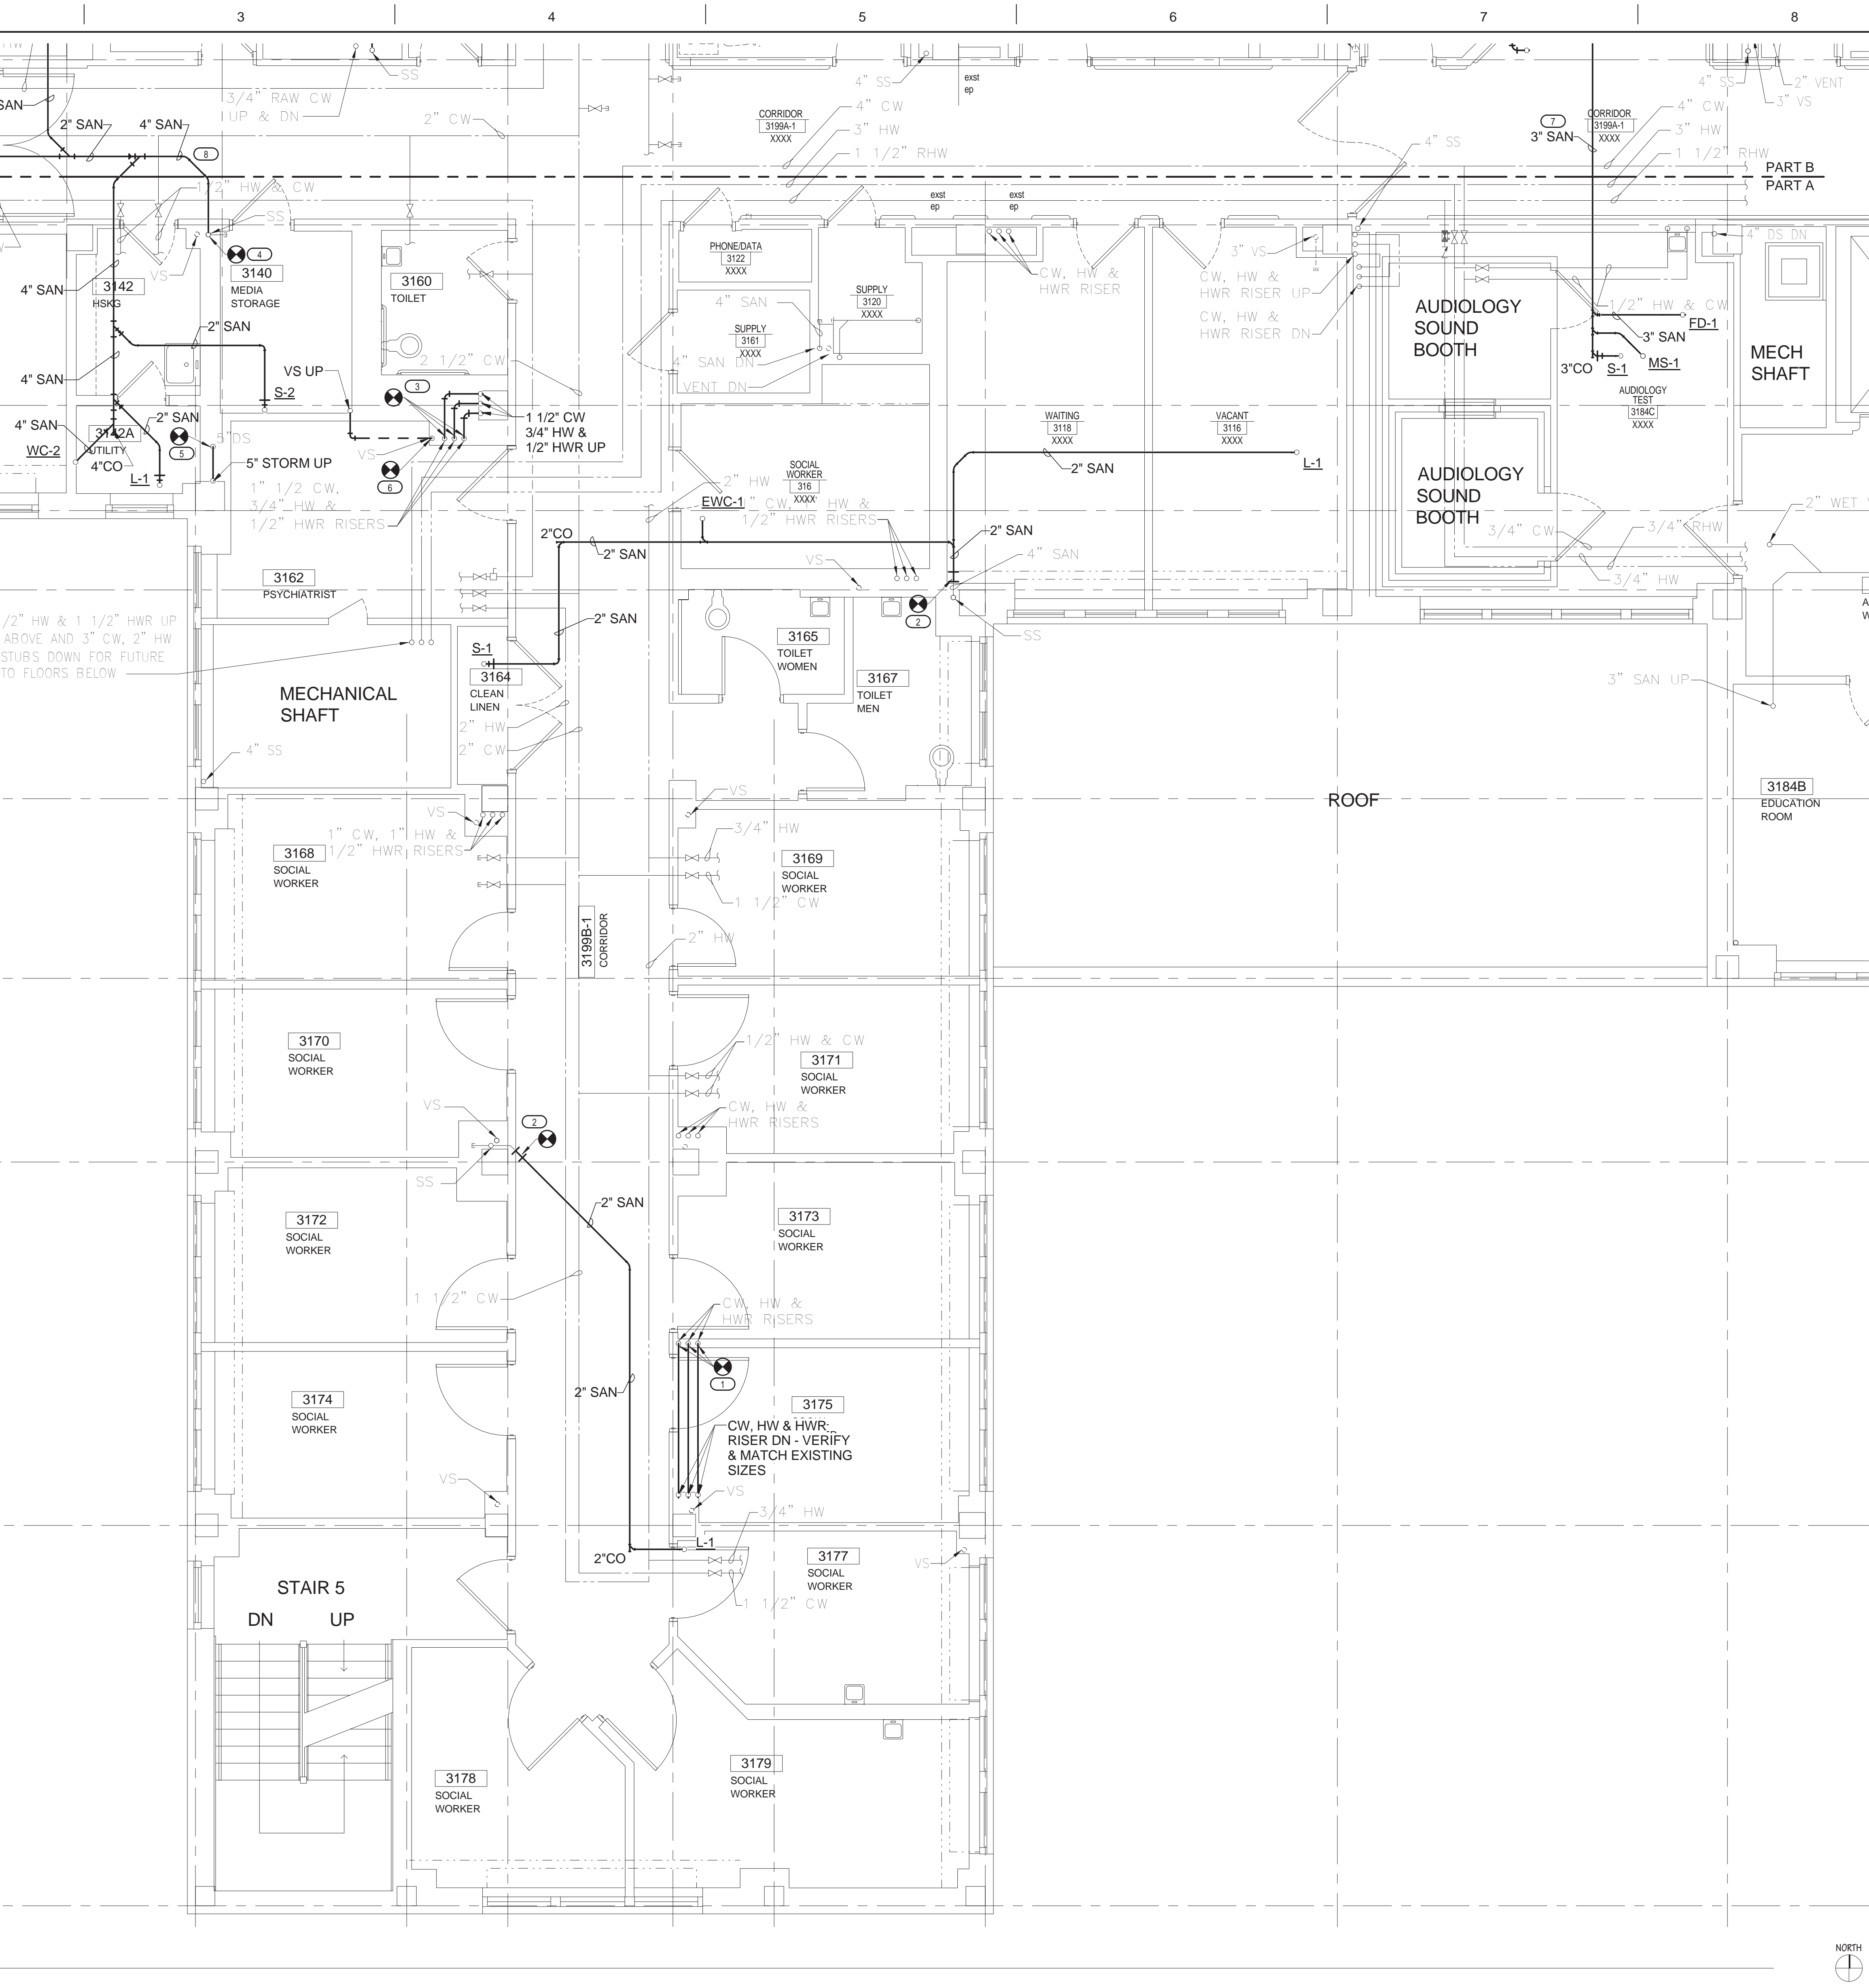 3
4
5
6
7
8
SAN
2" SAN
4" SAN
8
3/4" RAW CW
UP & DN
SS
2" CW
exst
ep
4" SS
CORRIDOR
3199A-1
XXXX
4" CW
3" HW
1 1/2" RHW
4" SS
7
3" SAN
CORRIDOR
3199A-1
XXXX
4" CW
3" HW
1 1/2" RHW
4" SS
2" VENT
3" VS
PART B
PART A
1/2" HW & CW
SS
VS
4
3140
MEDIA
STORAGE
3142
HSKG
4" SAN
3160
TOILET
PHONE/DATA
3122
XXXX
exst
ep
exst
ep
SUPPLY
3120
XXXX
4" SAN
SUPPLY
3161
XXXX
4" SAN DN
VENT DN
CW, HW &
HWR RISER
3" VS
CW, HW &
HWR RISER UP
CW, HW &
HWR RISER DN
AUDIOLOGY
SOUND
BOOTH
4" DS DN
1/2" HW & CW
FD-1
3" SAN
3"CO
S-1
MS-1
MECH
SHAFT
AUDIOLOGY
TEST
3184C
XXXX
2" SAN
4" SAN
VS UP
S-2
2 1/2" CW
3
1 1/2" CW
3/4" HW &
1/2" HWR UP
4" SAN
2" SAN
WC-2
3142A
UTILITY
4"CO
L-1
5
5"DS
5" STORM UP
VS
6
1" 1/2 CW,
3/4" HW &
1/2" HWR RISERS
WAITING
3118
XXXX
VACANT
3116
XXXX
2" SAN
L-1
SOCIAL
WORKER
316
XXXX
2" HW
EWC-1
1" CW, 1" HW &
1/2" HWR RISERS
AUDIOLOGY
SOUND
BOOTH
3/4" CW
3/4" RHW
3/4" HW
2" WET
2"CO
2" SAN
2" SAN
4" SAN
VS
2
SS
3162
PSYCHIATRIST
/2" HW & 1 1/2" HWR UP
ABOVE AND 3" CW, 2" HW
STUBS DOWN FOR FUTURE
TO FLOORS BELOW
2" SAN
S-1
3164
CLEAN
LINEN
2" HW
2" CW
3165
TOILET
WOMEN
3167
TOILET
MEN
MECHANICAL
SHAFT
4" SS
3" SAN UP
3184B
EDUCATION
ROOM
ROOF
VS
1" CW, 1" HW &
1/2" HWR RISERS
VS
3/4" HW
1 1/2" CW
3168
SOCIAL
WORKER
3169
SOCIAL
WORKER
3199B-1
CORRIDOR
2" HW
3170
SOCIAL
WORKER
1/2" HW & CW
3171
SOCIAL
WORKER
VS
2
CW, HW &
HWR RISERS
SS
2" SAN
3172
SOCIAL
WORKER
3173
SOCIAL
WORKER
1 1/2" CW
CW, HW &
HWR RISERS
1
2" SAN
3174
SOCIAL
WORKER
3175
CW, HW & HWR
RISER DN - VERIFY
& MATCH EXISTING
SIZES
VS
VS
3/4" HW
L-1
2"CO
3177
SOCIAL
WORKER
VS
1 1/2" CW
STAIR 5
DN
UP
3178
SOCIAL
WORKER
3179
SOCIAL
WORKER
NORTH